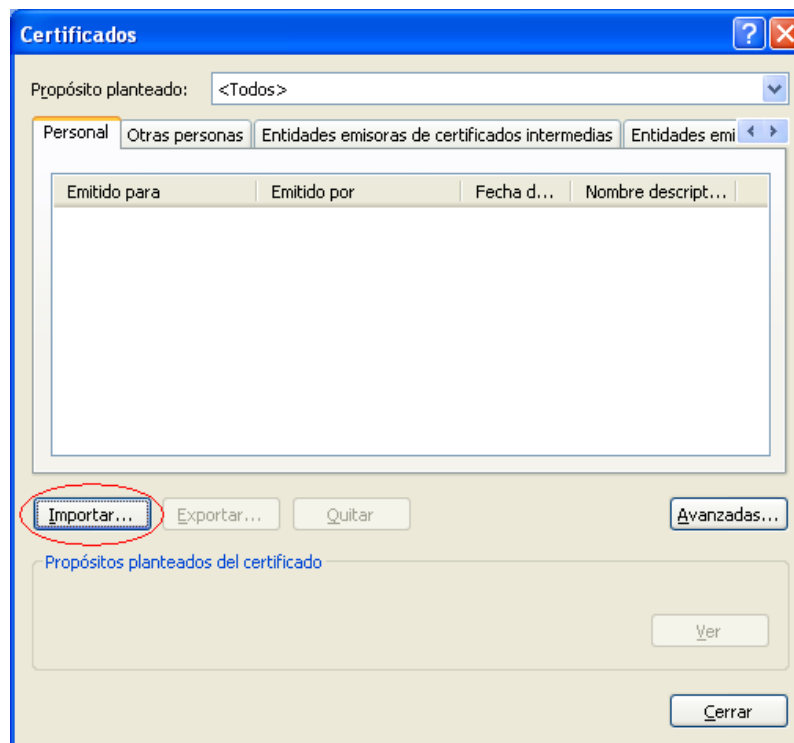 Certificados
Propósito planteado: <Todos>
Personal Otras personas Entidades emisoras de certificados intermedias Entidades emi
Emitido para Emitido por Fecha d... Nombre descript...
Importar... Exportar... Quitar Avanzadas...
Propósitos planteados del certificado
Ver
Cerrar